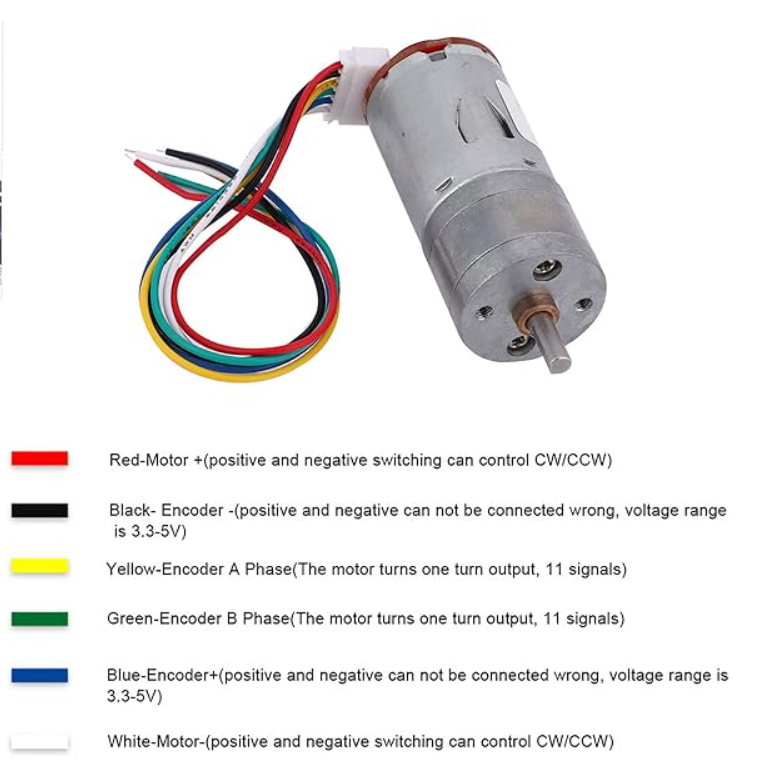 Red-Motor +(positive and negative switching can control CW/CCW)
Black- Encoder -(positive and negative can not be connected wrong, voltage range
is 3.3-5V)
Yellow-Encoder A Phase(The motor turns one turn output, 11 signals)
Green-Encoder B Phase(The motor turns one turn output, 11 signals)
Blue-Encoder+(positive and negative can not be connected wrong, voltage range is
3.3-5V)
White-Motor-(positive and negative switching can control CW/CCW)